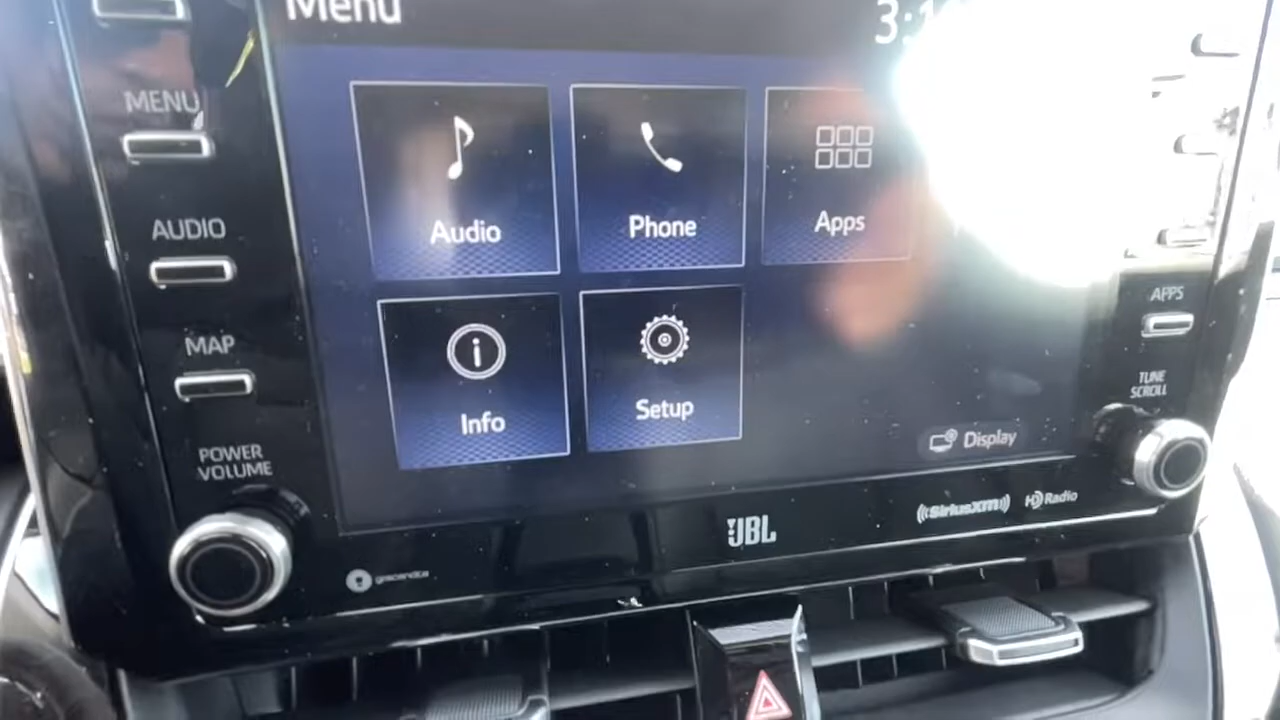 Menu
MENU
AUDIO
MAP
POWER
VOLUME
Audio
Phone
Apps
Info
Setup
Display
APPS
TUNE
SCROLL
JBL
SiriusXM
HD Radio
gracenote